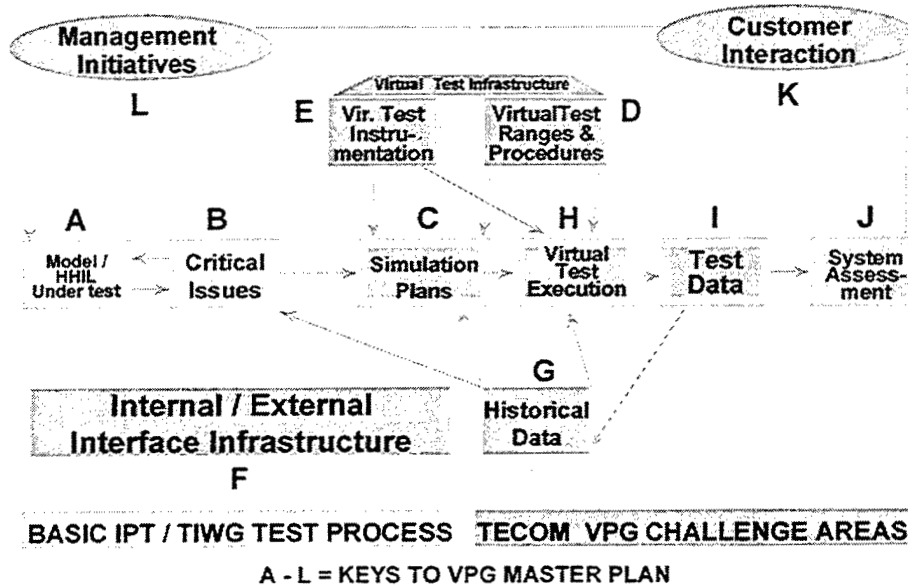 Management
Initiatives
L
Customer
Interaction
K
Virtual Test Infrastructure
E
Vir. Test
Instru-
mentation
VirtualTest
Ranges &
Procedures
D
A
Model /
HHIL
Under test
B
Critical
Issues
C
Simulation
Plans
H
Virtual
Test
Execution
I
Test
Data
J
System
Assess-
ment
G
Historical
Data
Internal / External
Interface Infrastructure
F
BASIC IPT / TIWG TEST PROCESS
TECOM VPG CHALLENGE AREAS
A - L = KEYS TO VPG MASTER PLAN